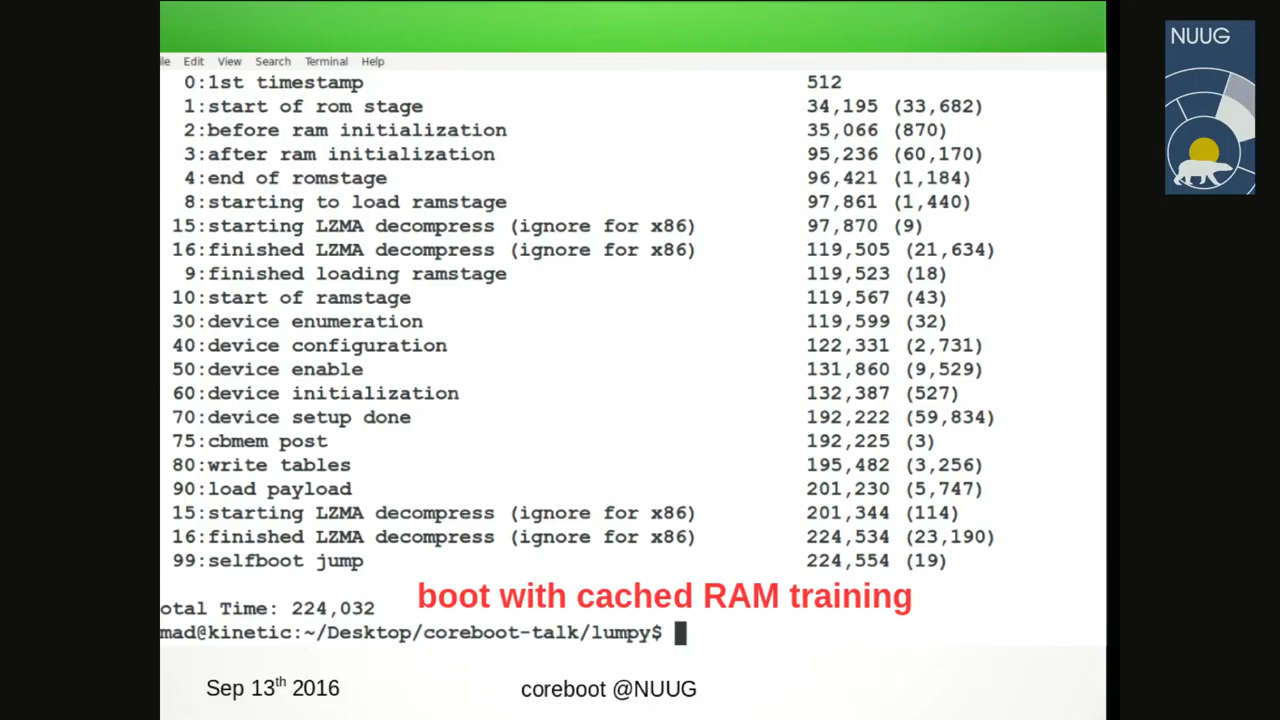 NUUG
ile Edit View Search Terminal Help
0:1st timestamp 512
1:start of rom stage 34,195 (33,682)
2:before ram initialization 35,066 (870)
3:after ram initialization 95,236 (60,170)
4:end of romstage 96,421 (1,184)
8:starting to load ramstage 97,861 (1,440)
15:starting LZMA decompress (ignore for x86) 97,870 (9)
16:finished LZMA decompress (ignore for x86) 119,505 (21,634)
9:finished loading ramstage 119,523 (18)
10:start of ramstage 119,567 (43)
30:device enumeration 119,599 (32)
40:device configuration 122,331 (2,731)
50:device enable 131,860 (9,529)
60:device initialization 132,387 (527)
70:device setup done 192,222 (59,834)
75:cbmem post 192,225 (3)
80:write tables 195,482 (3,256)
90:load payload 201,230 (5,747)
15:starting LZMA decompress (ignore for x86) 201,344 (114)
16:finished LZMA decompress (ignore for x86) 224,534 (23,190)
99:selfboot jump 224,554 (19)
boot with cached RAM training
otal Time: 224,032
mad@kinetic:~/Desktop/coreboot-talk/lumpy$
Sep 13th 2016 coreboot @NUUG